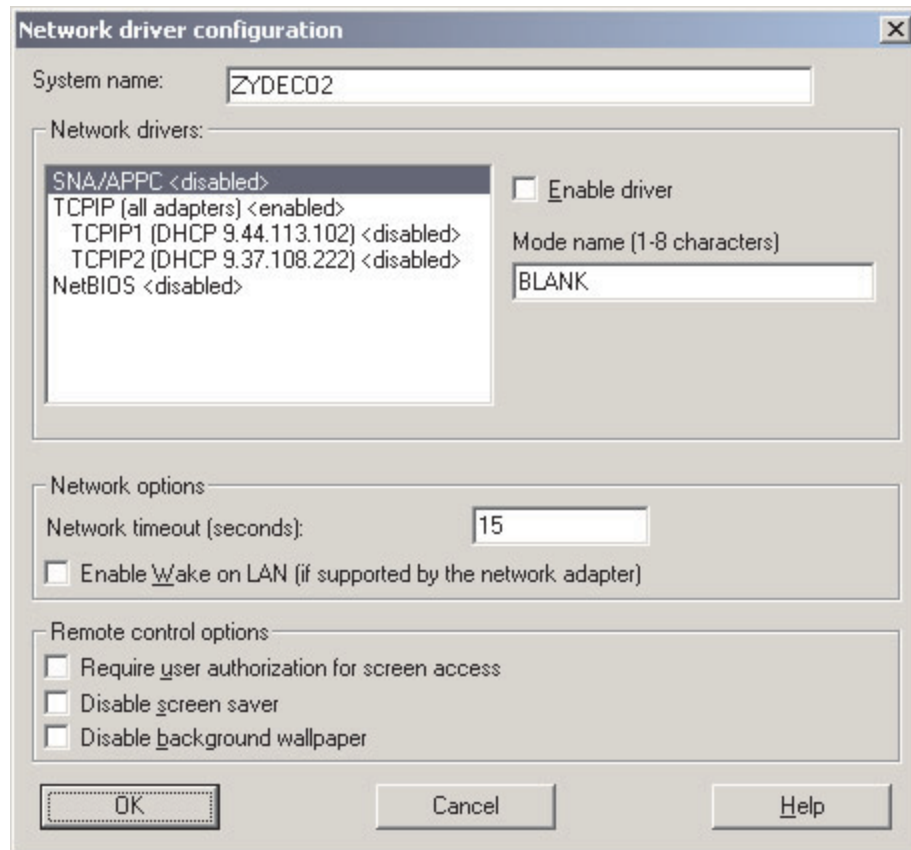 Network driver configuration
System name: ZYDECO2
Network drivers:
SNA/APPC <disabled>
TCPIP (all adapters) <enabled>
TCPIP1 (DHCP 9.44.113.102) <disabled>
TCPIP2 (DHCP 9.37.108.222) <disabled>
NetBIOS <disabled>
Enable driver
Mode name (1-8 characters)
BLANK
Network options
Network timeout (seconds): 15
Enable Wake on LAN (if supported by the network adapter)
Remote control options
Require user authorization for screen access
Disable screen saver
Disable background wallpaper
OK Cancel Help